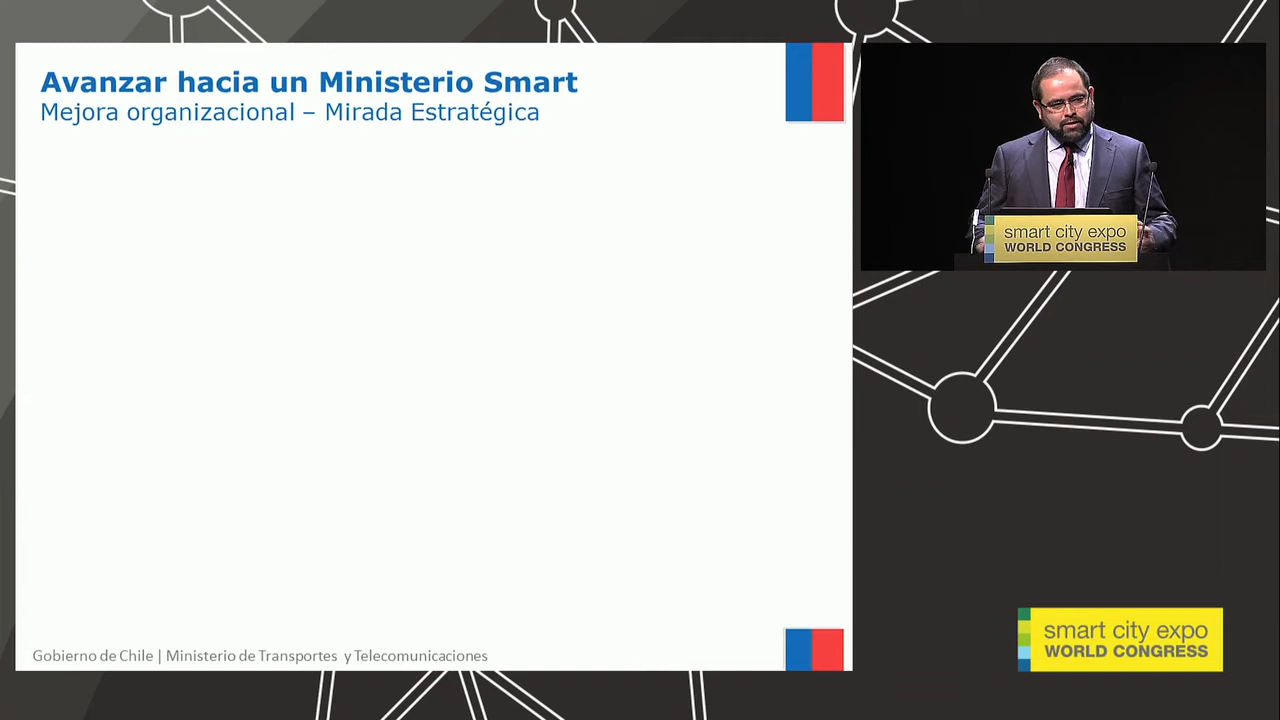 Avanzar hacia un Ministerio Smart
Mejora organizacional – Mirada Estratégica
Gobierno de Chile | Ministerio de Transportes y Telecomunicaciones
smart city expo
WORLD CONGRESS
smart city expo
WORLD CONGRESS